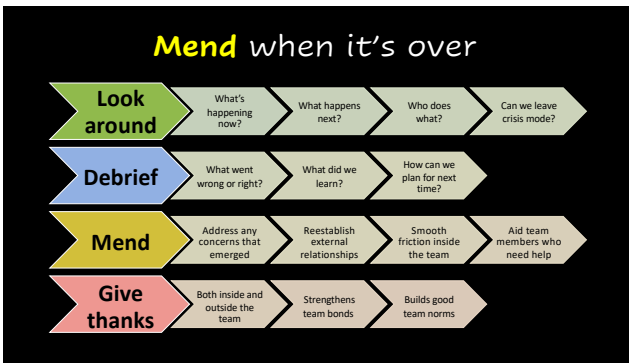 Mend when it's over
Look
around
What's
happening
now?
What happens
next?
Who does
what?
Can we leave
crisis mode?
Debrief
What went
wrong or right?
What did we
learn?
How can we
plan for next
time?
Mend
Address any
concerns that
emerged
Reestablish
external
relationships
Smooth
friction inside
the team
Aid team
members who
need help
Give
thanks
Both inside and
outside the
team
Strengthens
team bonds
Builds good
team norms